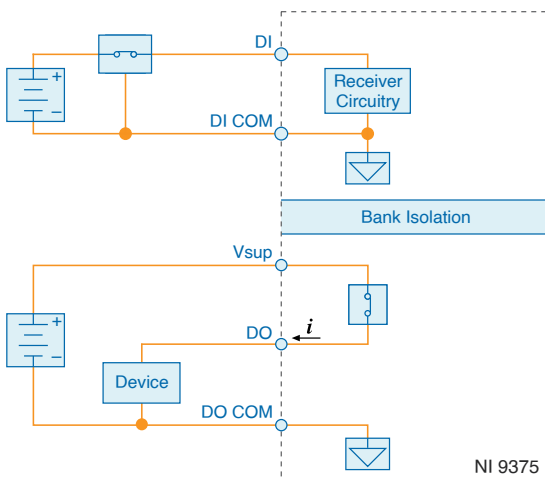 DI
+
−
Receiver
Circuitry
DI COM
Bank Isolation
Vsup
+
−
DO
i
Device
DO COM
NI 9375